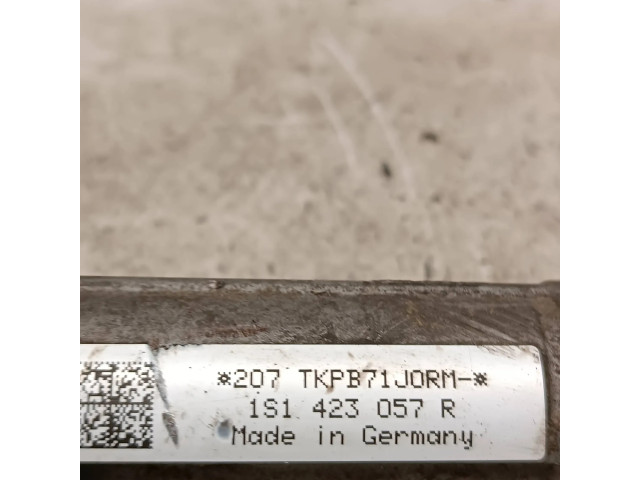 *207 TKPB71J0RM-*
1S1 423 057 R
Made in Germany